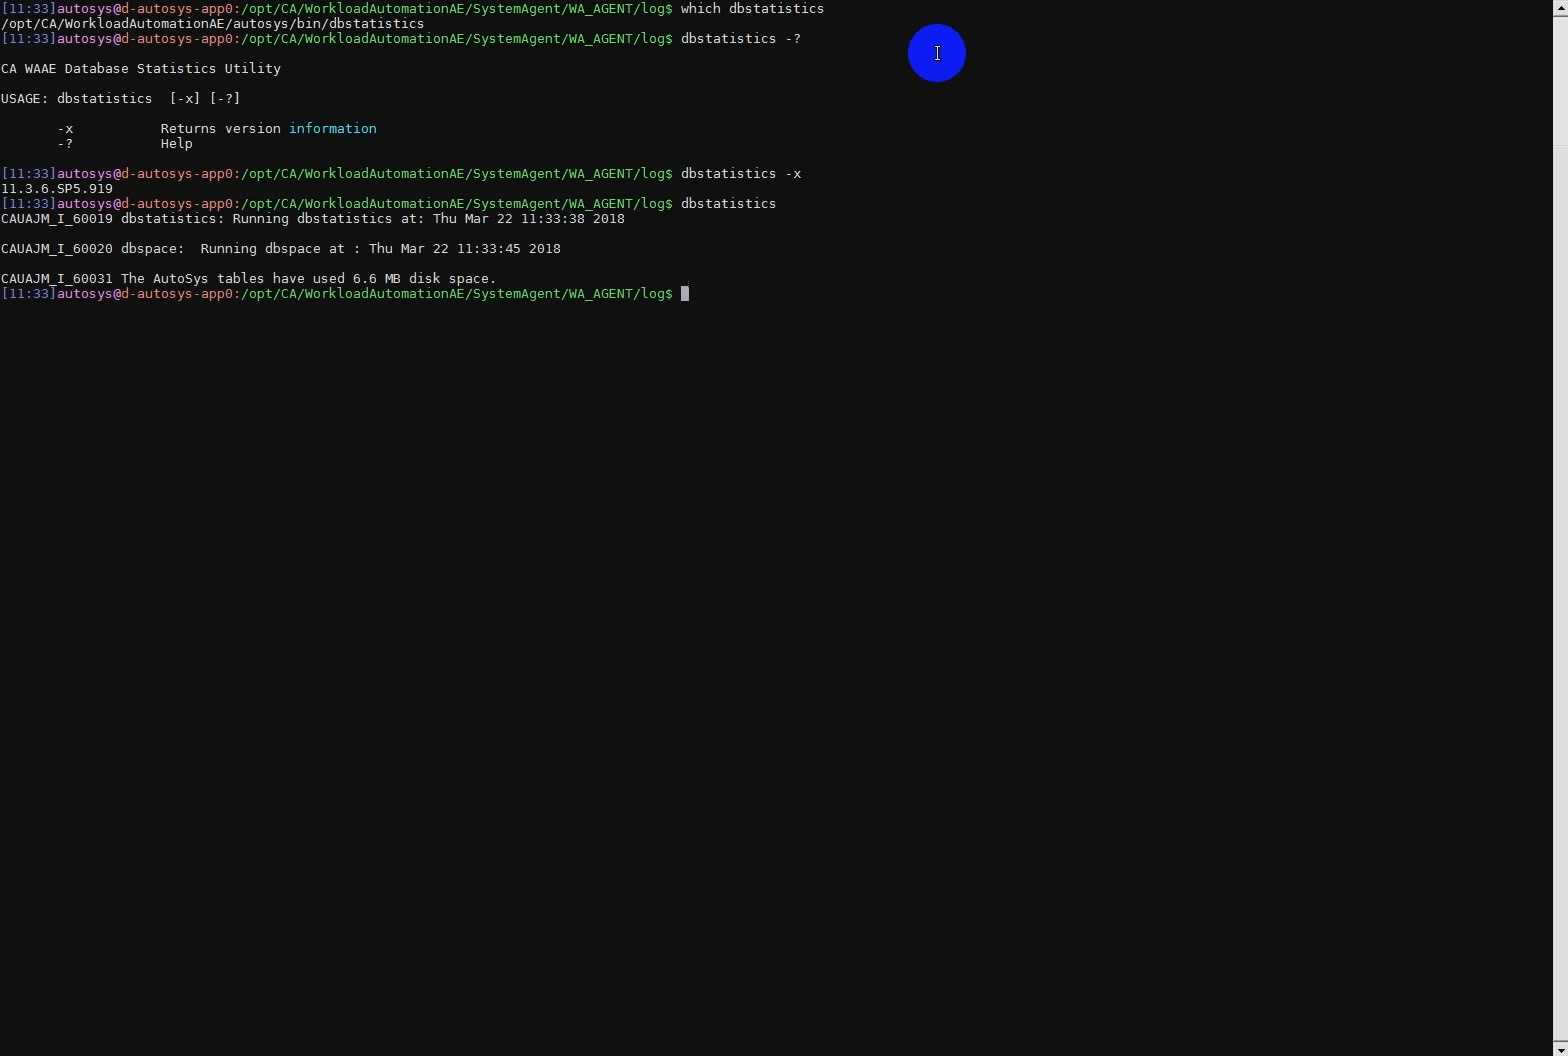 [11:33]autosys@d-autosys-app0:/opt/CA/WorkloadAutomationAE/SystemAgent/WA_AGENT/log$ which dbstatistics
/opt/CA/WorkloadAutomationAE/autosys/bin/dbstatistics
[11:33]autosys@d-autosys-app0:/opt/CA/WorkloadAutomationAE/SystemAgent/WA_AGENT/log$ dbstatistics -?
CA WAAE Database Statistics Utility
USAGE: dbstatistics  [-x] [-?]
-x           Returns version information
-?           Help
[11:33]autosys@d-autosys-app0:/opt/CA/WorkloadAutomationAE/SystemAgent/WA_AGENT/log$ dbstatistics -x
11.3.6.SP5.919
[11:33]autosys@d-autosys-app0:/opt/CA/WorkloadAutomationAE/SystemAgent/WA_AGENT/log$ dbstatistics
CAUAJM_I_60019 dbstatistics: Running dbstatistics at: Thu Mar 22 11:33:38 2018
CAUAJM_I_60020 dbspace:  Running dbspace at : Thu Mar 22 11:33:45 2018
CAUAJM_I_60031 The AutoSys tables have used 6.6 MB disk space.
[11:33]autosys@d-autosys-app0:/opt/CA/WorkloadAutomationAE/SystemAgent/WA_AGENT/log$